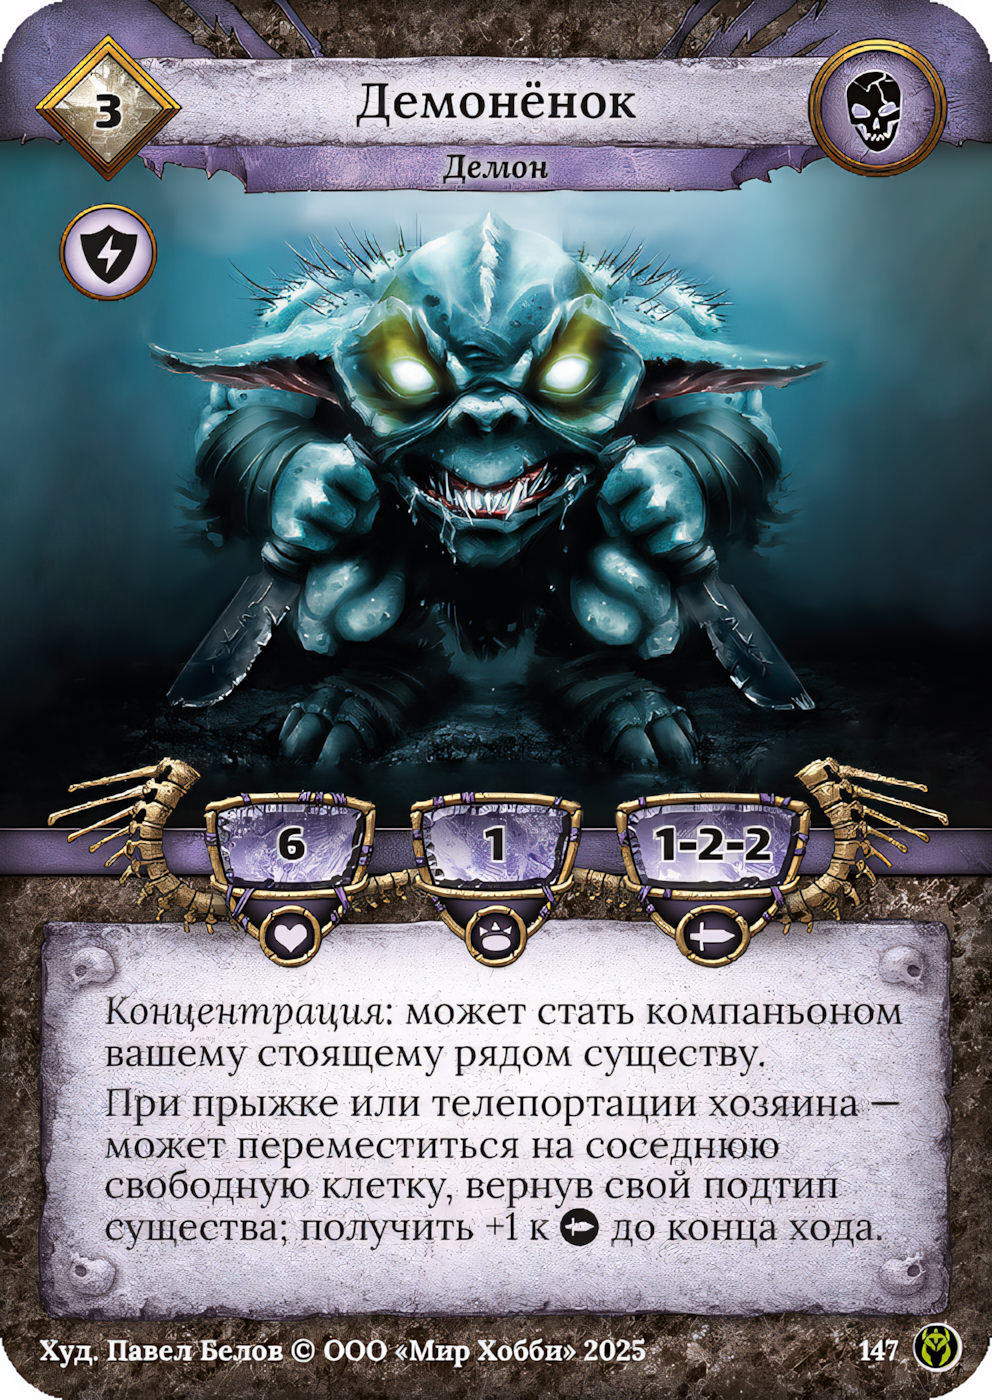 3
Демонёнок
Демон
6
1
1-2-2
Концентрация: может стать компаньоном
вашему стоящему рядом существу.
При прыжке или телепортации хозяина —
может переместиться на соседнюю
свободную клетку, вернув свой подтип
существа; получить +1 к до конца хода.
Худ. Павел Белов © ООО «Мир Хобби» 2025
147